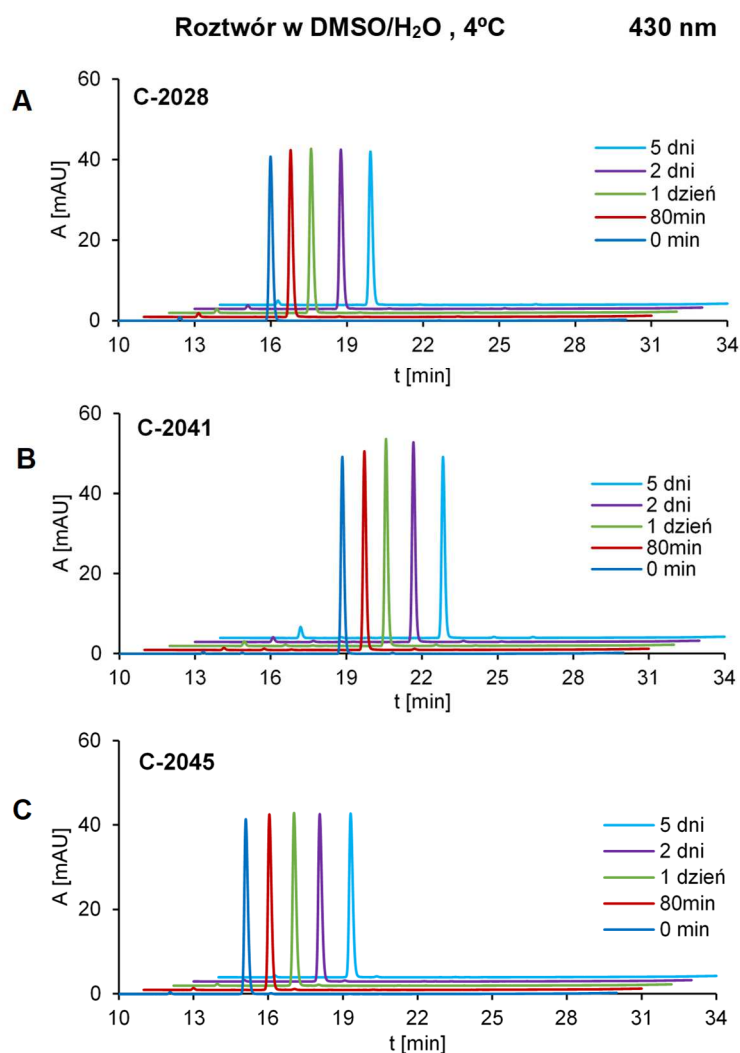 Roztwór w DMSO/H₂O , 4ºC 430 nm
A
C-2028
60
40
20
0
A [mAU]
5 dni
2 dni
1 dzień
80min
0 min
10 13 16 19 22 25 28 31 34
t [min]
B
C-2041
60
40
20
0
A [mAU]
5 dni
2 dni
1 dzień
80min
0 min
10 13 16 19 22 25 28 31 34
t [min]
C
C-2045
60
40
20
0
A [mAU]
5 dni
2 dni
1 dzień
80min
0 min
10 13 16 19 22 25 28 31 34
t [min]